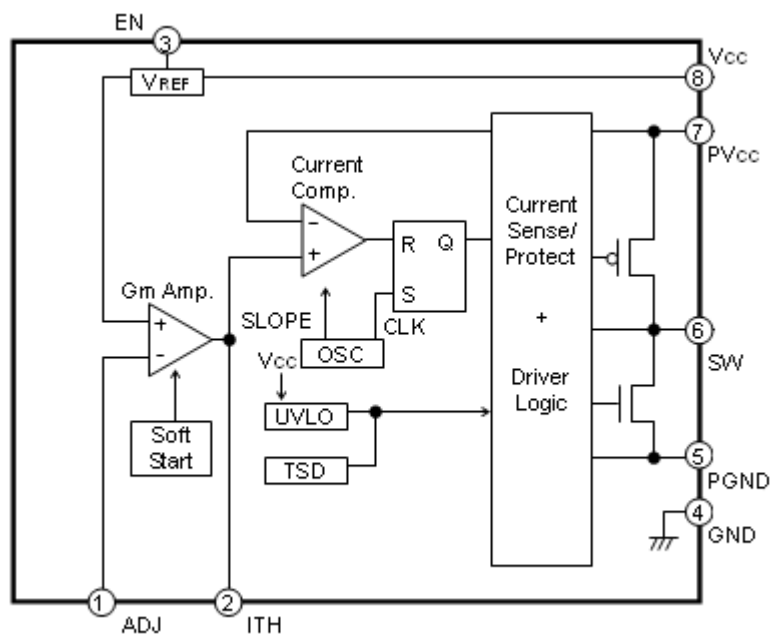 EN
3
VREF
Vcc
8
7
PVcc
Current
Comp.
-
+
R Q
S
Current
Sense/
Protect
+
Driver
Logic
Gm Amp.
+
-
SLOPE
OSC
CLK
6
SW
Vcc
UVLO
TSD
Soft
Start
5
PGND
4
GND
1
ADJ
2
ITH